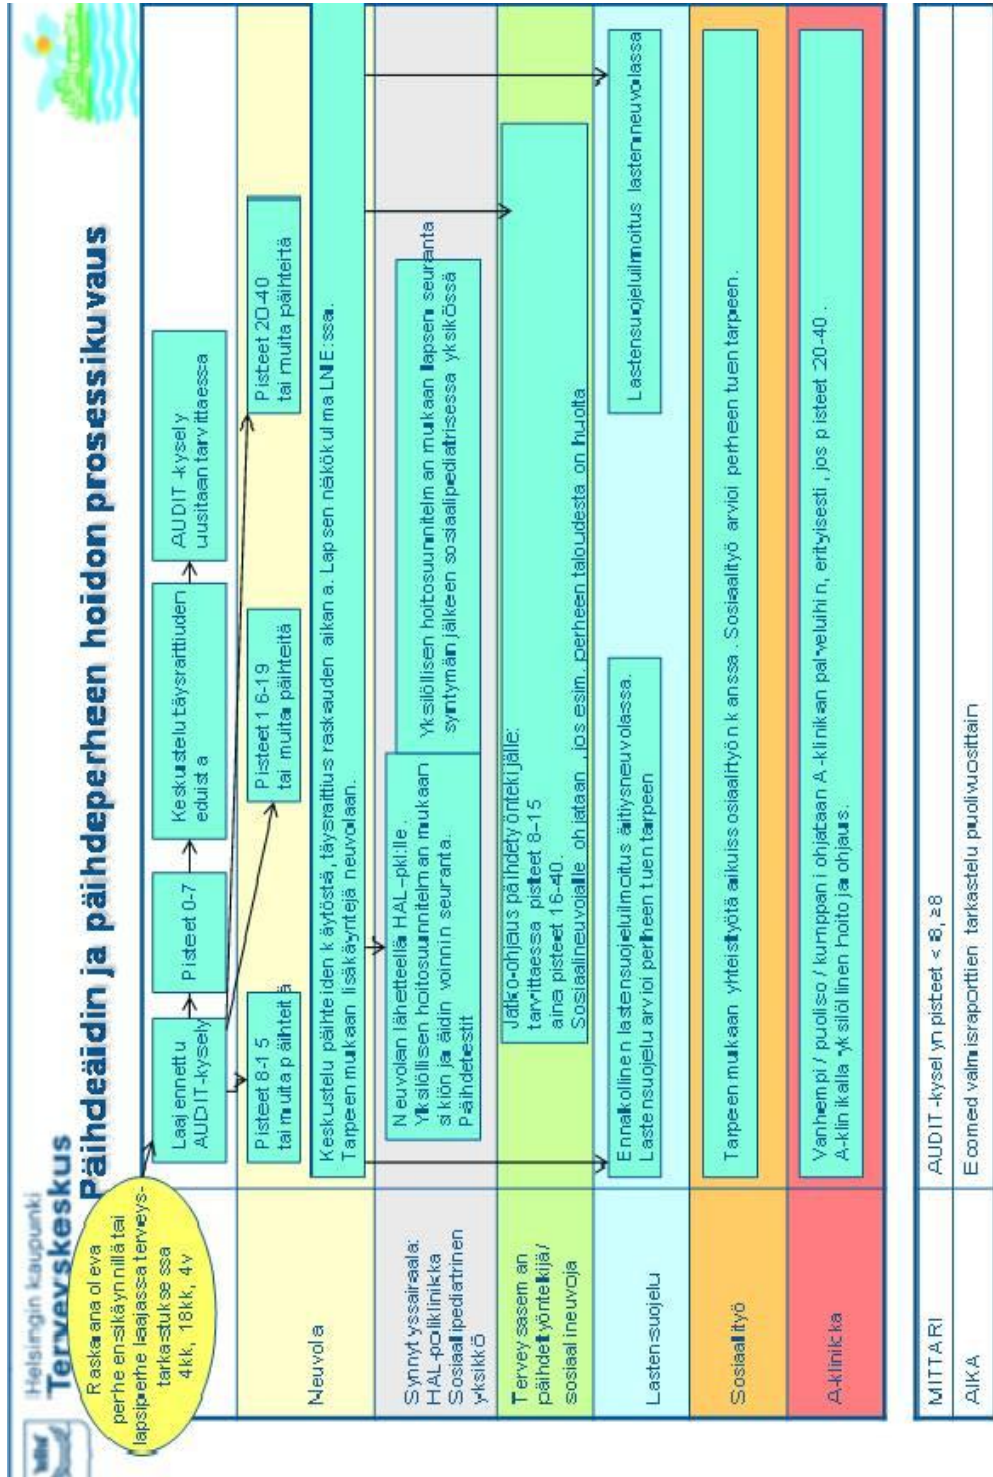 Helsingin kaupunki
Terveyskeskus
Päihdeäidin ja päihdeperheen hoidon prosessikuvaus
Raskaana oleva
perhe ensikäynnillä tai
lapsiperhe laajassa terveys-
tarkastuksessa
4kk, 18kk, 4v
Laajennettu
AUDIT-kysely
Pisteet 0-7
Keskustelu täysraittiuden
eduista
AUDIT-kysely
uusitaan tarvittaessa
Neuvola
Pisteet 8-15
tai muita päihteitä
Pisteet 16-19
tai muita päihteitä
Pisteet 20-40
tai muita päihteitä
Keskustelu päihteiden käytöstä, täysraittius raskauden aikana. Lapsen näkökulma LNE:ssa.
Tarpeen mukaan lisäkäyntejä neuvolaan.
Synnytyssairaala:
HAL-poliklinikka
Sosiaalipediatrinen
yksikkö
Neuvolan lähetteellä HAL-pkl:lle.
Yksilöllisen hoitosuunnitelman mukaan
sikiön ja äidin voinnin seuranta.
Päihdetestit
Yksilöllisen hoitosuunnitelman mukaan lapsen seuranta
syntymän jälkeen sosiaalipediatrisessa yksikössä
Terveysaseman
päihdetyöntekijä/
sosiaalineuvoja
Jatko-ohjaus päihdetyöntekijälle:
tarvittaessa pisteet 8-15
aina pisteet 16-40.
Sosiaalineuvojalle ohjataan, jos esim. perheen taloudesta on huolta
Lastensuojelu
Ennakollinen lastensuojeluilmoitus äitiysneuvolassa.
Lastensuojelu arvioi perheen tuen tarpeen
Lastensuojeluilmoitus lastenneuvolassa
Sosiaalityö
Tarpeen mukaan yhteistyötä aikuissosiaalityön kanssa. Sosiaalityö arvioi perheen tuen tarpeen.
A-klinikka
Vanhempi / puoliso / kumppani ohjataan A-klinikan palveluihin, erityisesti, jos pisteet 20-40.
A-klinikalla yksilöllinen hoito ja ohjaus.
MITTARI
AUDIT-kyselyn pisteet < 8, ≥8
AIKA
Ecomed valmisraporttien tarkastelu puolivuosittain